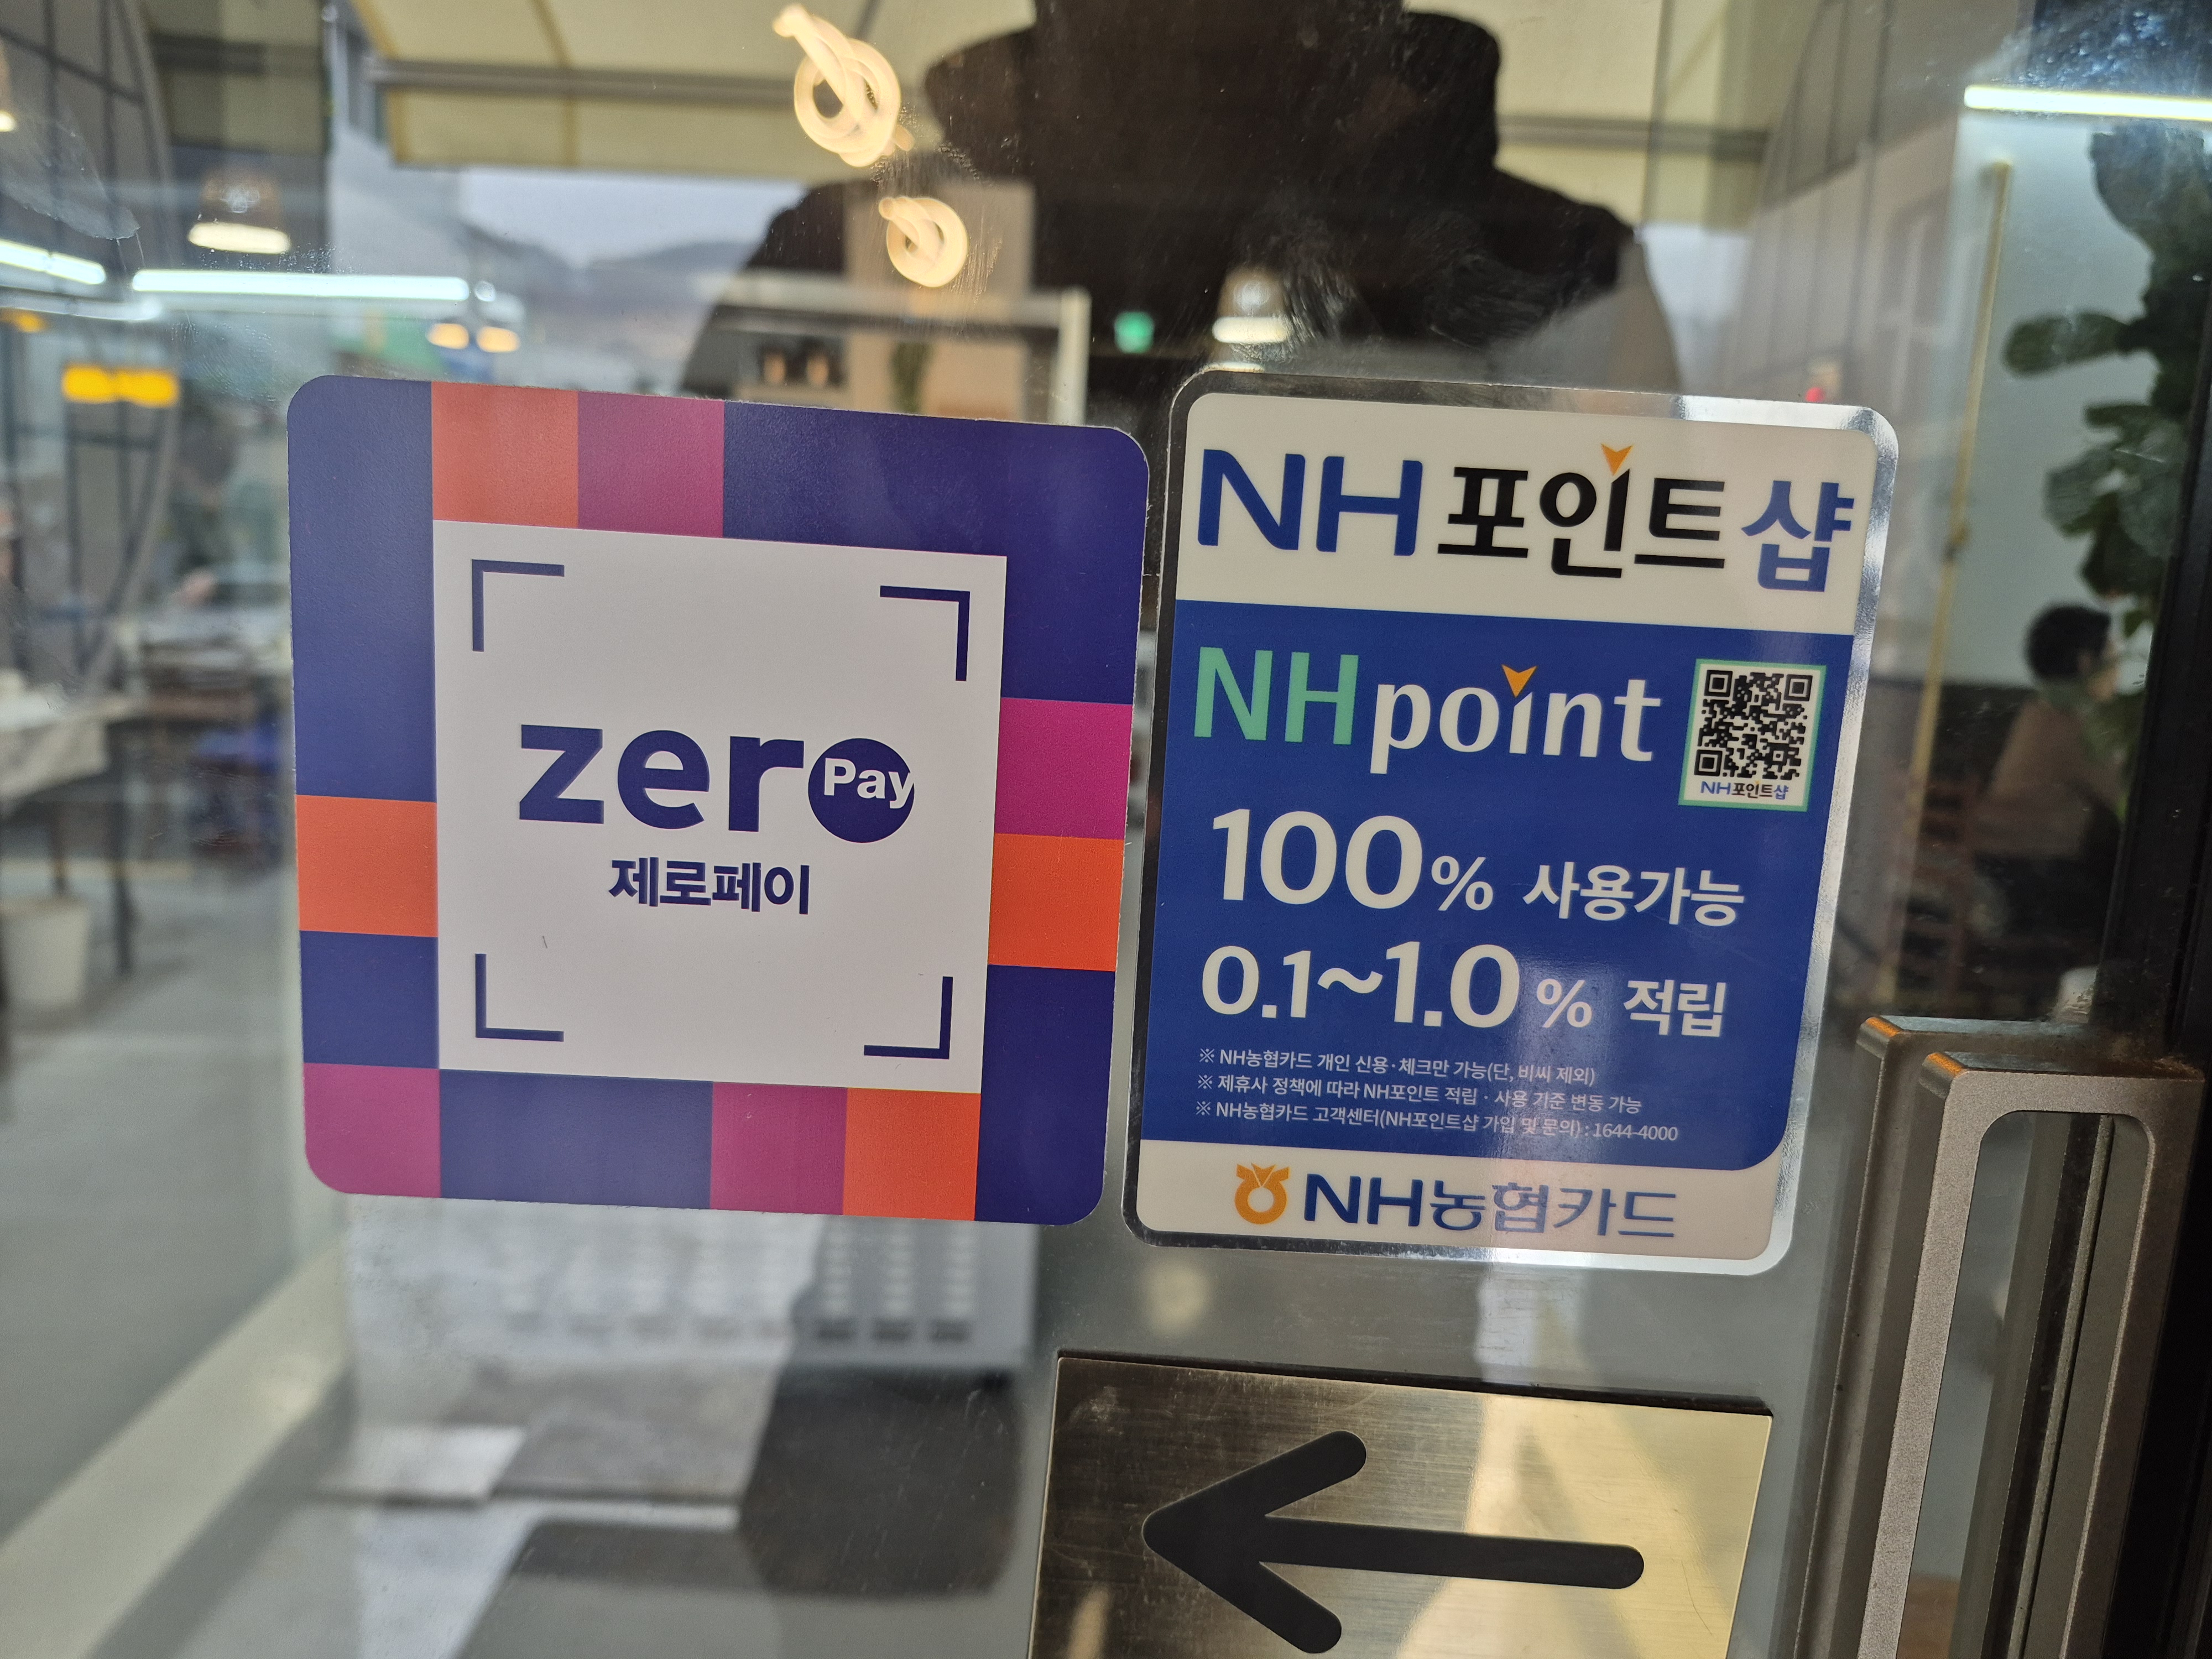 zero Pay
제로페이
NH포인트샵
NHpoint
NH포인트샵
100% 사용가능
0.1~1.0% 적립
※ NH농협카드 개인 신용·체크만 가능(단, 비씨 제외)
※ 제휴사 정책에 따라 NH포인트 적립·사용 기준 변동 가능
※ NH농협카드 고객센터(NH포인트샵 가입 및 문의) : 1644-4000
NH농협카드